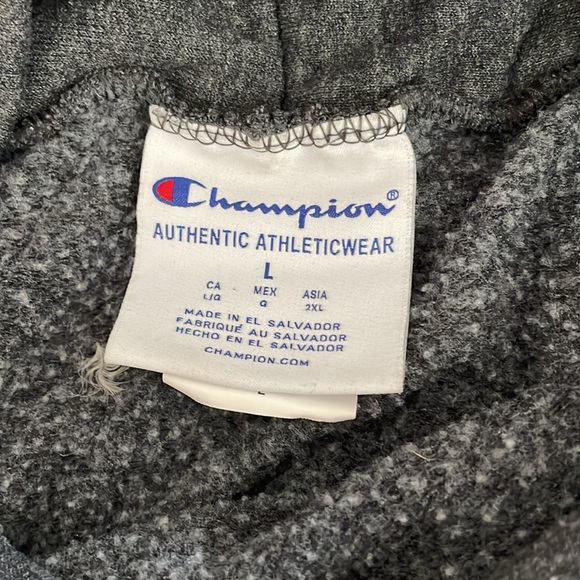 Champion®
AUTHENTIC ATHLETICWEAR
L
CA MEX ASIA
L/G G 2XL
MADE IN EL SALVADOR
FABRIQUÉ AU SALVADOR
HECHO EN EL SALVADOR
CHAMPION.COM